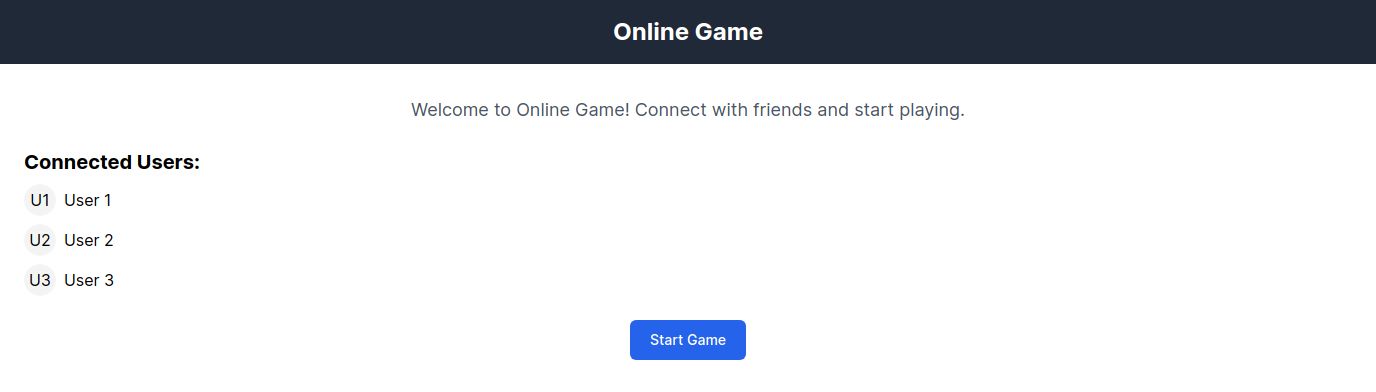 Online Game
Welcome to Online Game! Connect with friends and start playing.
Connected Users:
U1 User 1
U2 User 2
U3 User 3
Start Game